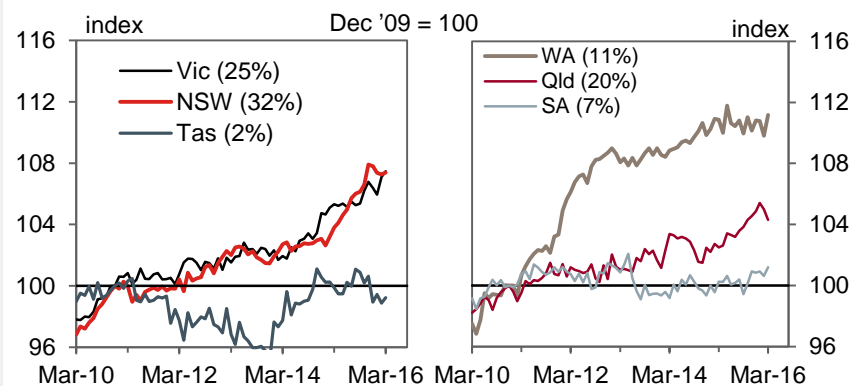 index
Dec '09 = 100
index
116
112
108
104
100
96
Vic (25%)
NSW (32%)
Tas (2%)
WA (11%)
Qld (20%)
SA (7%)
116
112
108
104
100
96
Mar-10 Mar-12 Mar-14 Mar-16
Mar-10 Mar-12 Mar-14 Mar-16